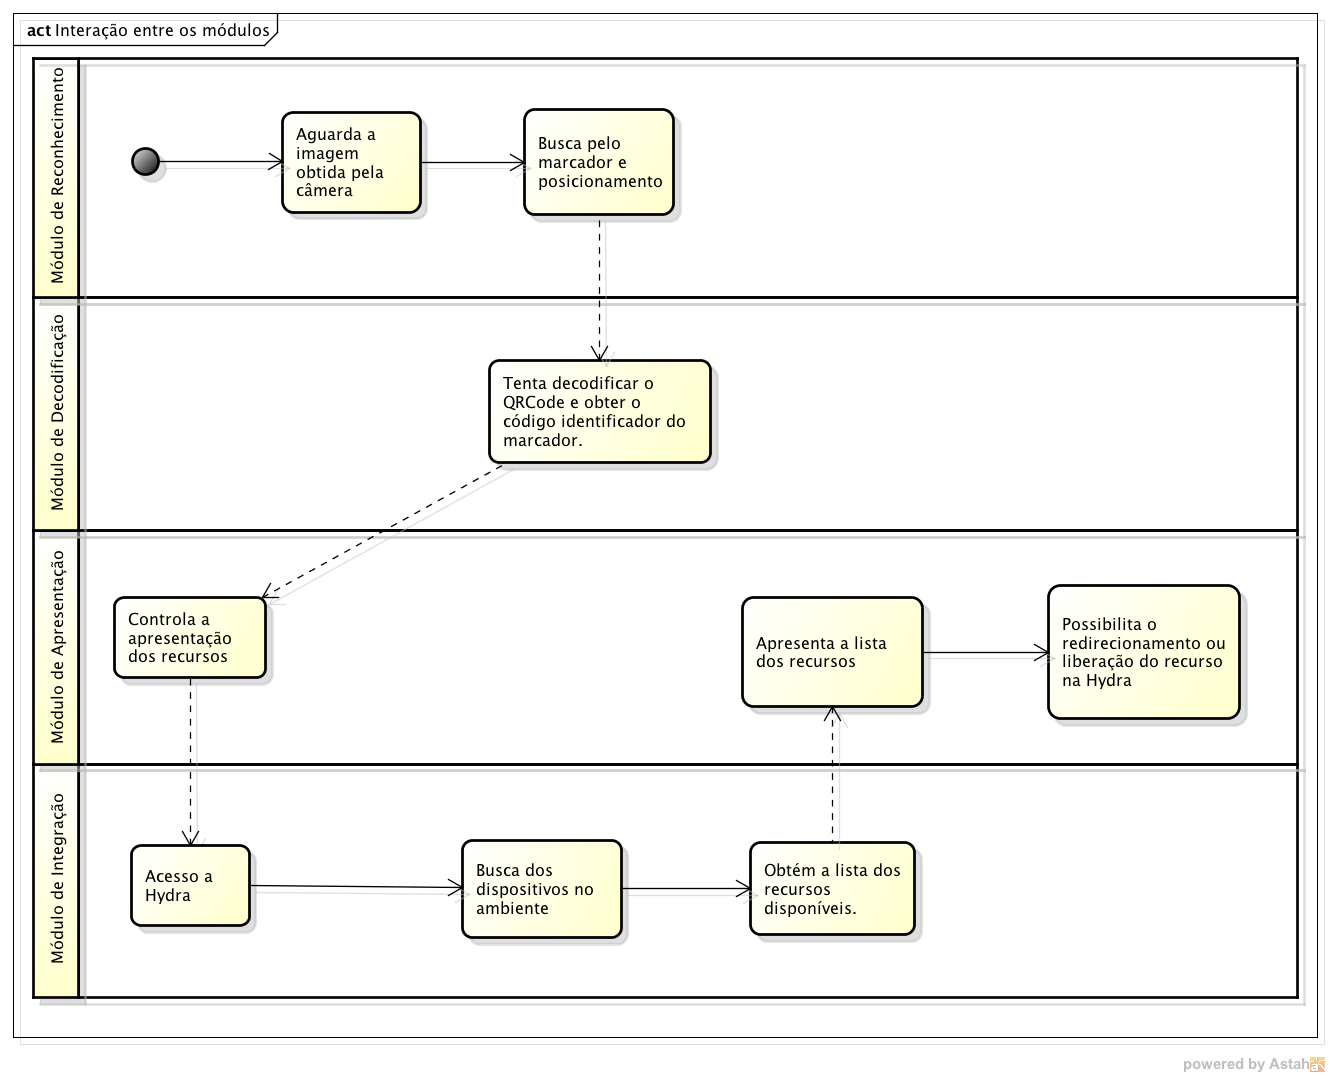 act Interação entre os módulos
Módulo de Reconhecimento
Aguarda a
imagem
obtida pela
câmera
Busca pelo
marcador e
posicionamento
Módulo de Decodificação
Tenta decodificar o
QRCode e obter o
código identificador do
marcador.
Módulo de Apresentação
Controla a
apresentação
dos recursos
Apresenta a lista
dos recursos
Possibilita o
redirecionamento ou
liberação do recurso
na Hydra
Módulo de Integração
Acesso a
Hydra
Busca dos
dispositivos no
ambiente
Obtém a lista dos
recursos
disponíveis.
powered by Astah